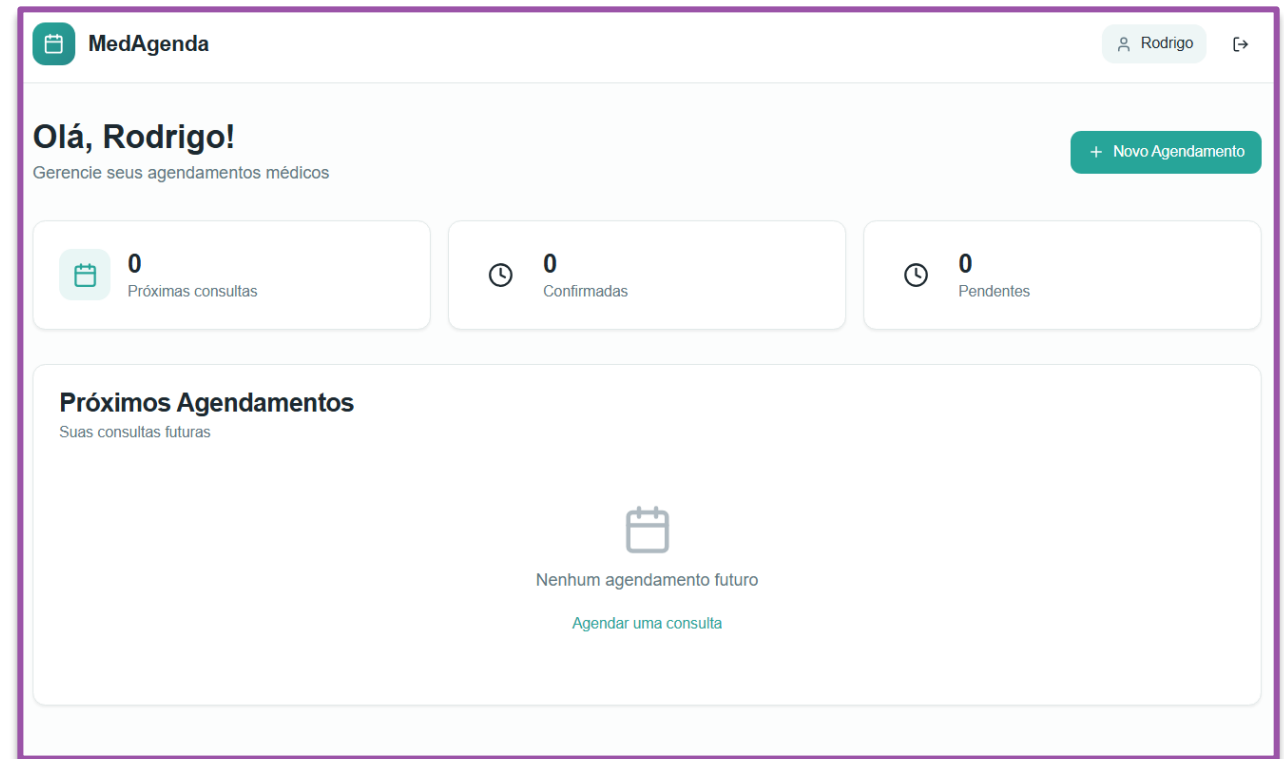 MedAgenda
Rodrigo
Olá, Rodrigo!
Gerencie seus agendamentos médicos
+ Novo Agendamento
0
Próximas consultas
0
Confirmadas
0
Pendentes
Próximos Agendamentos
Suas consultas futuras
Nenhum agendamento futuro
Agendar uma consulta